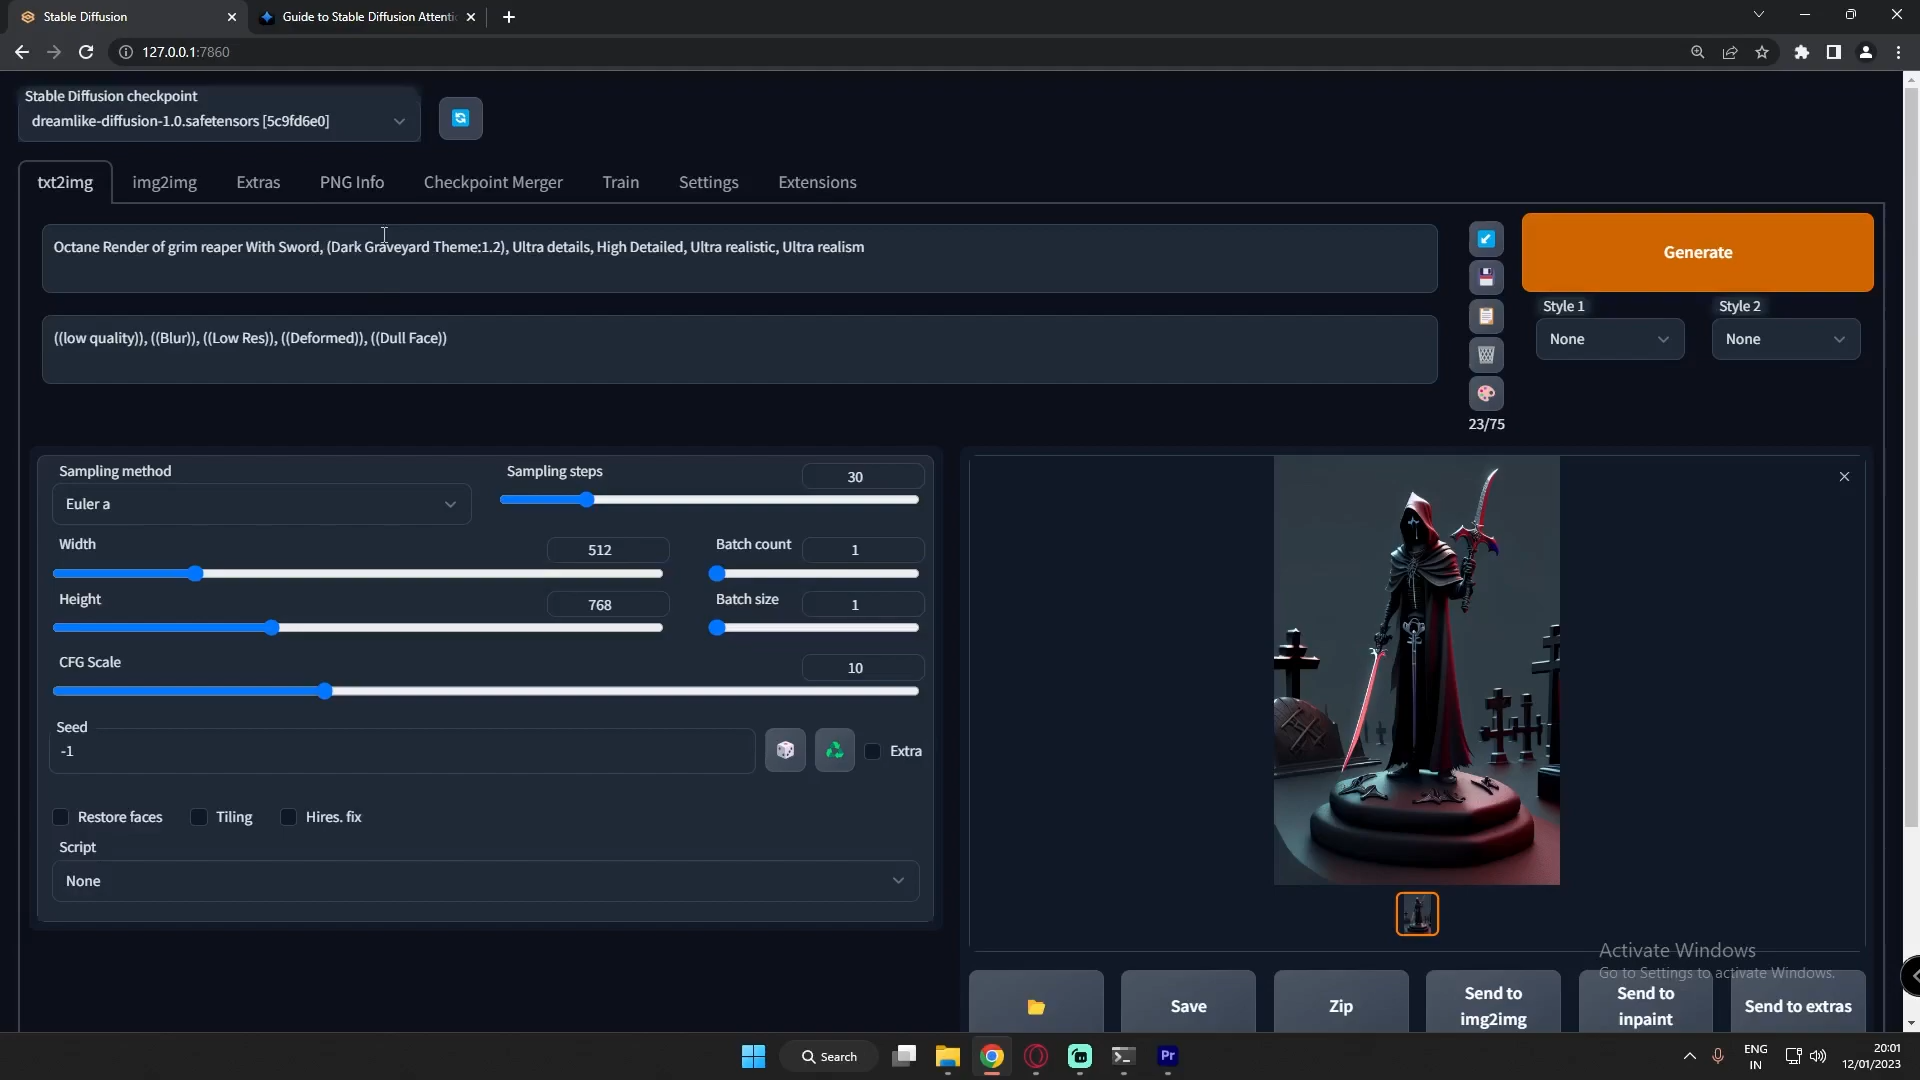 Stable Diffusion
Guide to Stable Diffusion Attenti
127.0.0.1:7860
Stable Diffusion checkpoint
dreamlike-diffusion-1.0.safetensors [5c9fd6e0]
txt2img
img2img
Extras
PNG Info
Checkpoint Merger
Train
Settings
Extensions
Octane Render of grim reaper With Sword, (Dark Graveyard Theme:1.2), Ultra details, High Detailed, Ultra realistic, Ultra realism
((low quality)), ((Blur)), ((Low Res)), ((Deformed)), ((Dull Face))
23/75
Generate
Style 1
Style 2
None
None
Sampling method
Euler a
Sampling steps
30
Width
512
Batch count
1
Height
768
Batch size
1
CFG Scale
10
Seed
-1
Extra
Restore faces
Tiling
Hires. fix
Script
None
Activate Windows
Go to Settings to activate Windows.
Save
Zip
Send to
img2img
Send to
inpaint
Send to extras
Search
Pr
ENG
IN
20:01
12/01/2023